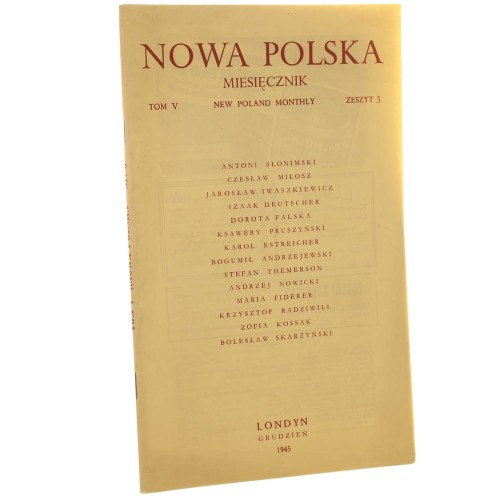 NOWA POLSKA
MIESIĘCZNIK
TOM V NEW POLAND MONTHLY ZESZYT 3
ANTONI SŁONIMSKI
CZESŁAW MIŁOSZ
JAROSŁAW IWASZKIEWICZ
IZAAK DEUTSCHER
DOROTA FALSKA
KSAWERY PRUSZYŃSKI
KAROL ESTREICHER
BOGUMIŁ ANDRZEJEWSKI
STEFAN THEMERSON
ANDRZEJ NOWICKI
MARIA FIDERER
KRZYSZTOF RADZIWIŁŁ
ZOFIA KOSSAK
BOLESŁAW SKARZYŃSKI
LONDYN
GRUDZIEŃ
1945